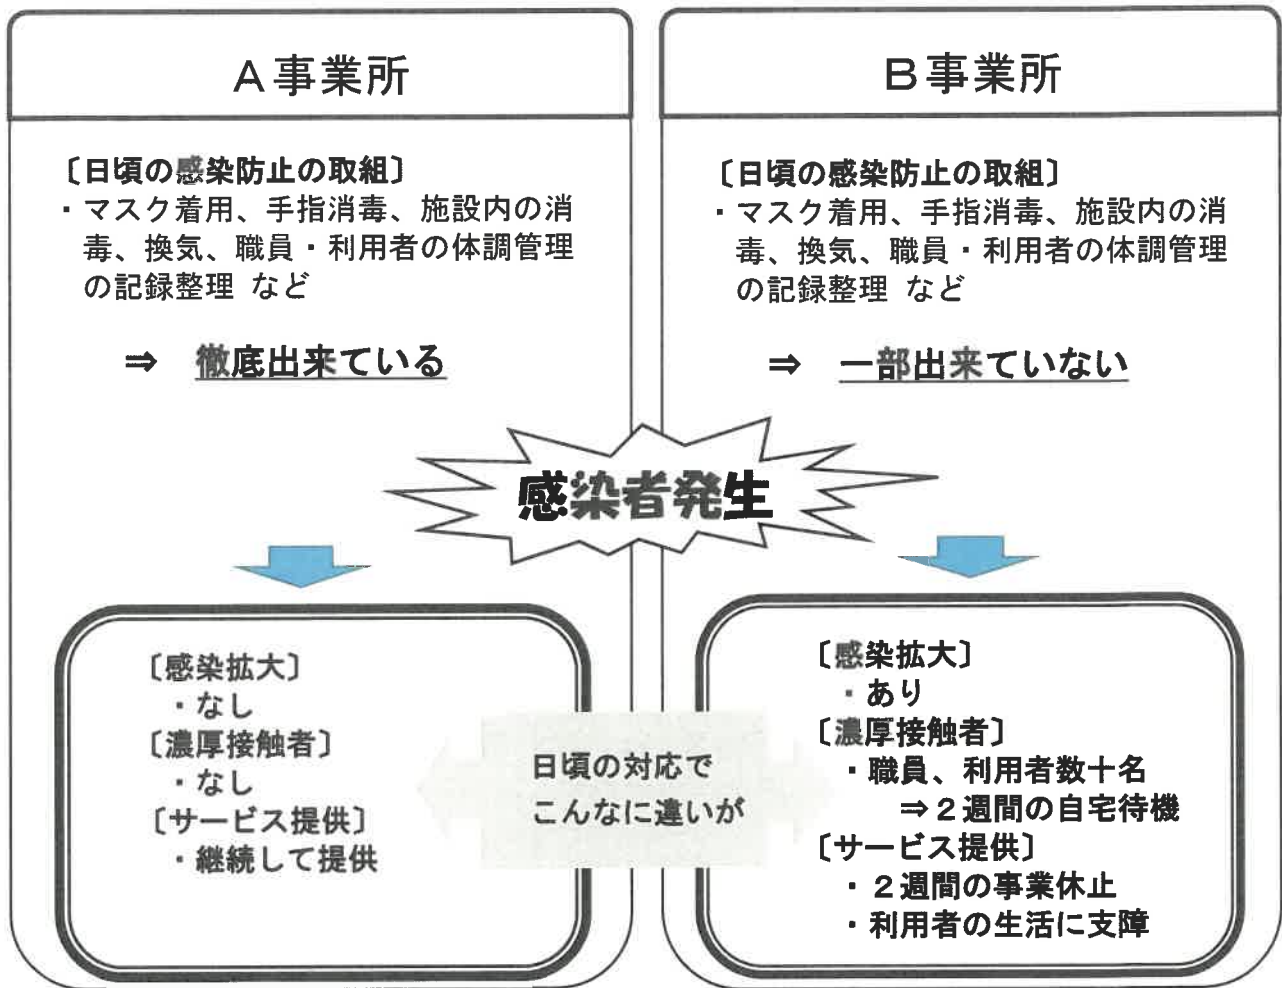 A事業所
〔日頃の感染防止の取組〕
・マスク着用、手指消毒、施設内の消
毒、換気、職員・利用者の体調管理
の記録整理 など
⇒ 徹底出来ている
B事業所
〔日頃の感染防止の取組〕
・マスク着用、手指消毒、施設内の消
毒、換気、職員・利用者の体調管理
の記録整理 など
⇒ 一部出来ていない
感染者発生
〔感染拡大〕
・なし
〔濃厚接触者〕
・なし
〔サービス提供〕
・継続して提供
日頃の対応で
こんなに違いが
〔感染拡大〕
・あり
〔濃厚接触者〕
・職員、利用者数十名
⇒２週間の自宅待機
〔サービス提供〕
・２週間の事業休止
・利用者の生活に支障